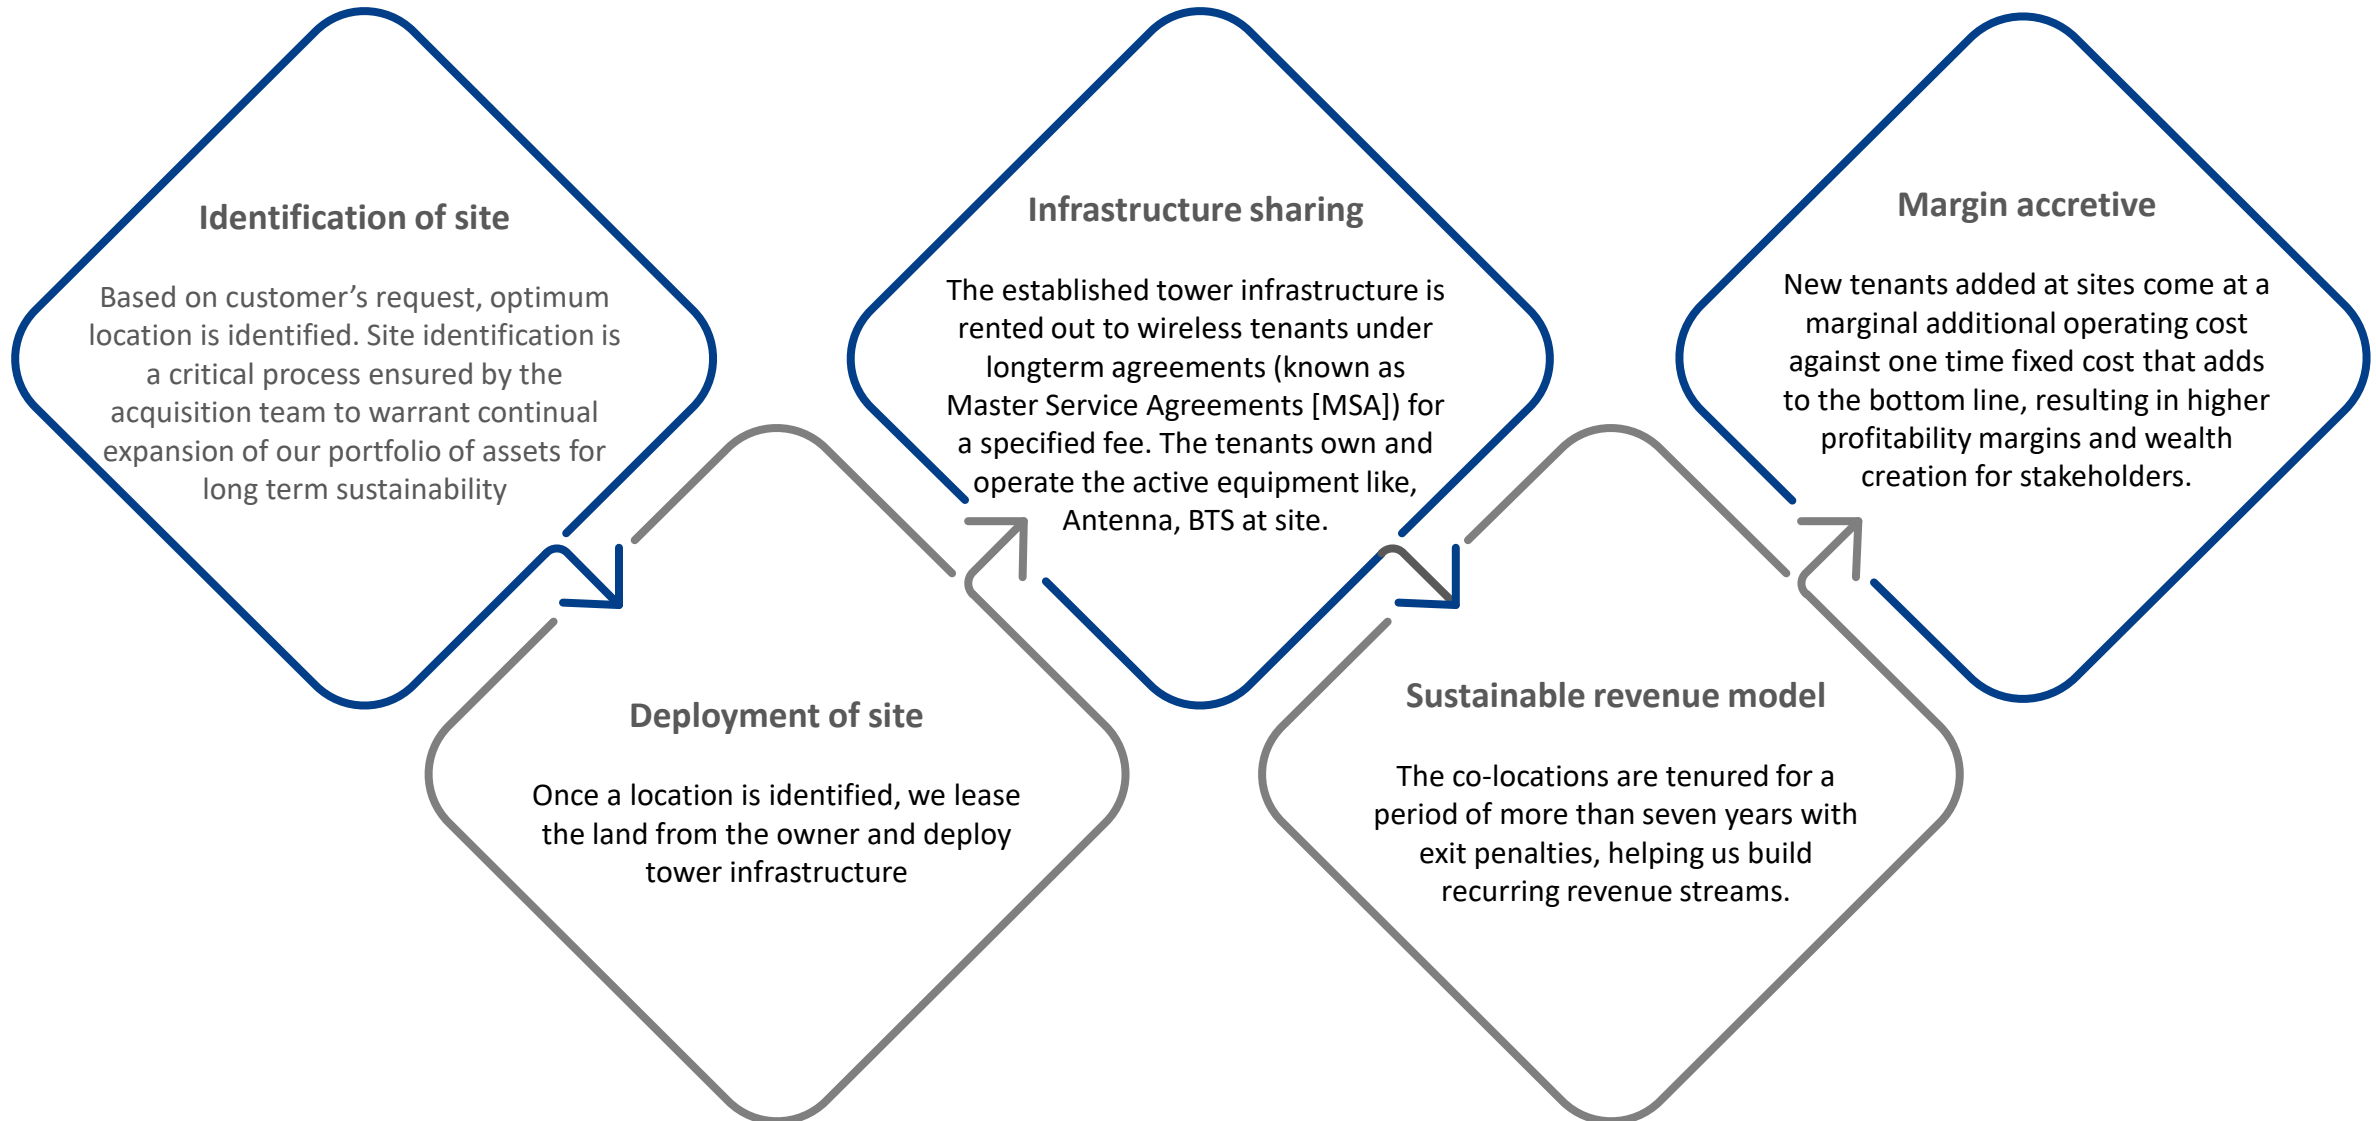 Identification of site
Based on customer’s request, optimum
location is identified. Site identification is
a critical process ensured by the
acquisition team to warrant continual
expansion of our portfolio of assets for
long term sustainability
Deployment of site
Once a location is identified, we lease
the land from the owner and deploy
tower infrastructure
Infrastructure sharing
The established tower infrastructure is
rented out to wireless tenants under
longterm agreements (known as
Master Service Agreements [MSA]) for
a specified fee. The tenants own and
operate the active equipment like,
Antenna, BTS at site.
Sustainable revenue model
The co-locations are tenured for a
period of more than seven years with
exit penalties, helping us build
recurring revenue streams.
Margin accretive
New tenants added at sites come at a
marginal additional operating cost
against one time fixed cost that adds
to the bottom line, resulting in higher
profitability margins and wealth
creation for stakeholders.